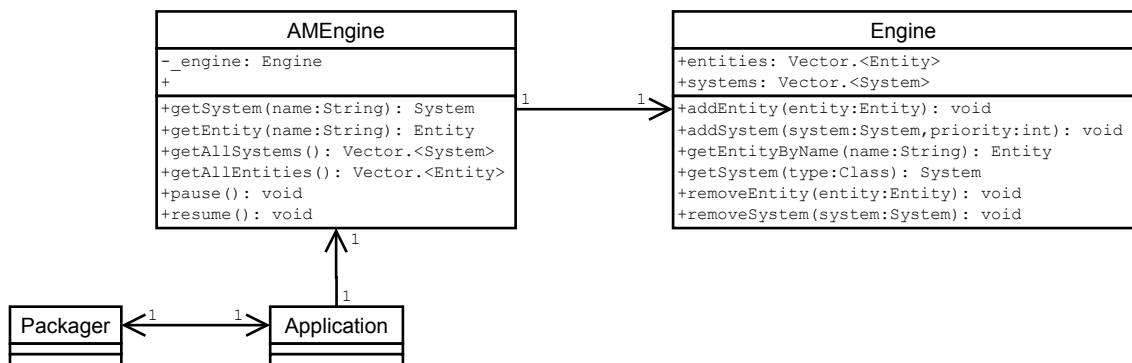 AMEngine
-_engine: Engine
+
+getSystem(name:String): System
+getEntity(name:String): Entity
+getAllSystems(): Vector.<System>
+getAllEntities(): Vector.<Entity>
+pause(): void
+resume(): void
1
1
Engine
+entities: Vector.<Entity>
+systems: Vector.<System>
+addEntity(entity:Entity): void
+addSystem(system:System,priority:int): void
+getEntityByName(name:String): Entity
+getSystem(type:Class): System
+removeEntity(entity:Entity): void
+removeSystem(system:System): void
1
1
Packager
1
1
Application